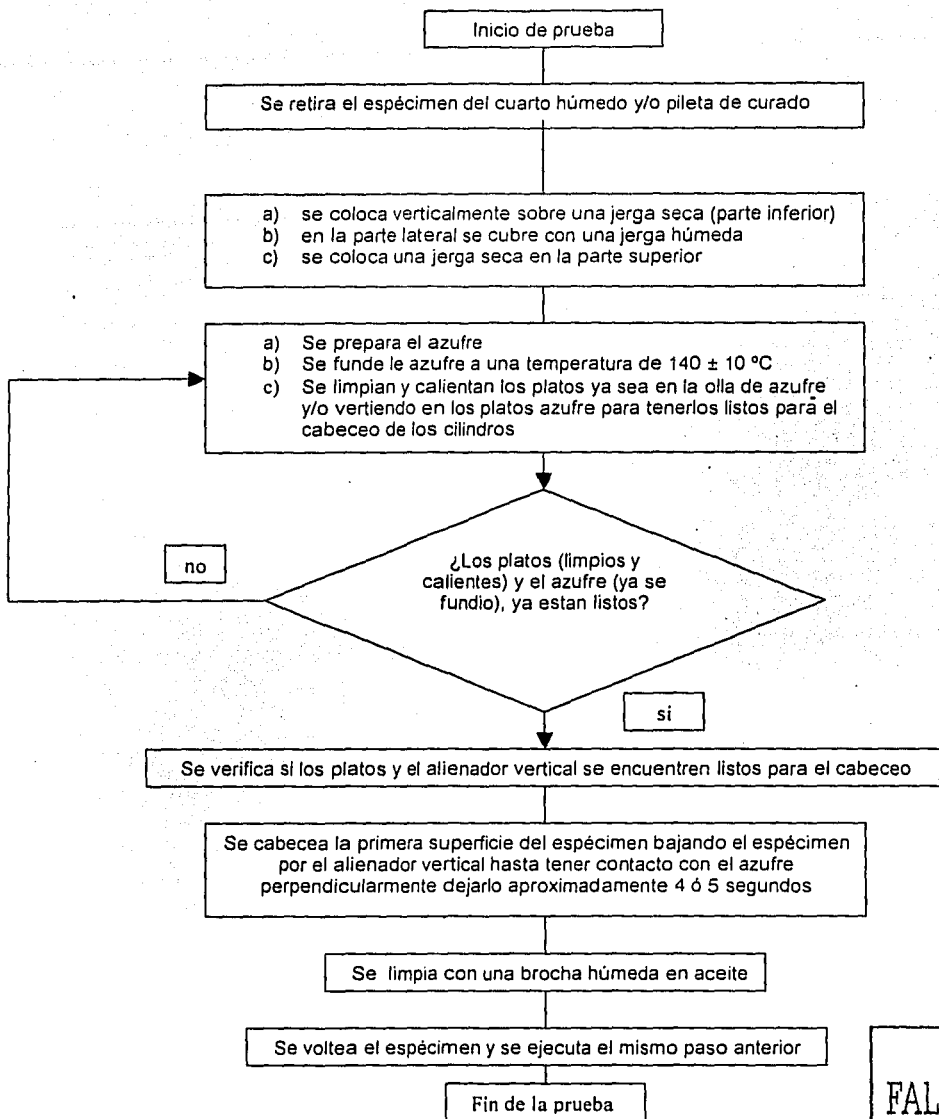 Inicio de prueba
Se retira el espécimen del cuarto húmedo y/o pileta de curado
a) se coloca verticalmente sobre una jerga seca (parte inferior)
b) en la parte lateral se cubre con una jerga húmeda
c) se coloca una jerga seca en la parte superior
a) Se prepara el azufre
b) Se funde le azufre a una temperatura de 140 ± 10 ºC
c) Se limpian y calientan los platos ya sea en la olla de azufre
y/o vertiendo en los platos azufre para tenerlos listos para el
cabeceo de los cilindros
¿Los platos (limpios y
calientes) y el azufre (ya se
fundio), ya estan listos?
no
si
Se verifica si los platos y el alienador vertical se encuentren listos para el cabeceo
Se cabecea la primera superficie del espécimen bajando el espécimen
por el alienador vertical hasta tener contacto con el azufre
perpendicularmente dejarlo aproximadamente 4 ó 5 segundos
Se limpia con una brocha húmeda en aceite
Se voltea el espécimen y se ejecuta el mismo paso anterior
Fin de la prueba
FAL